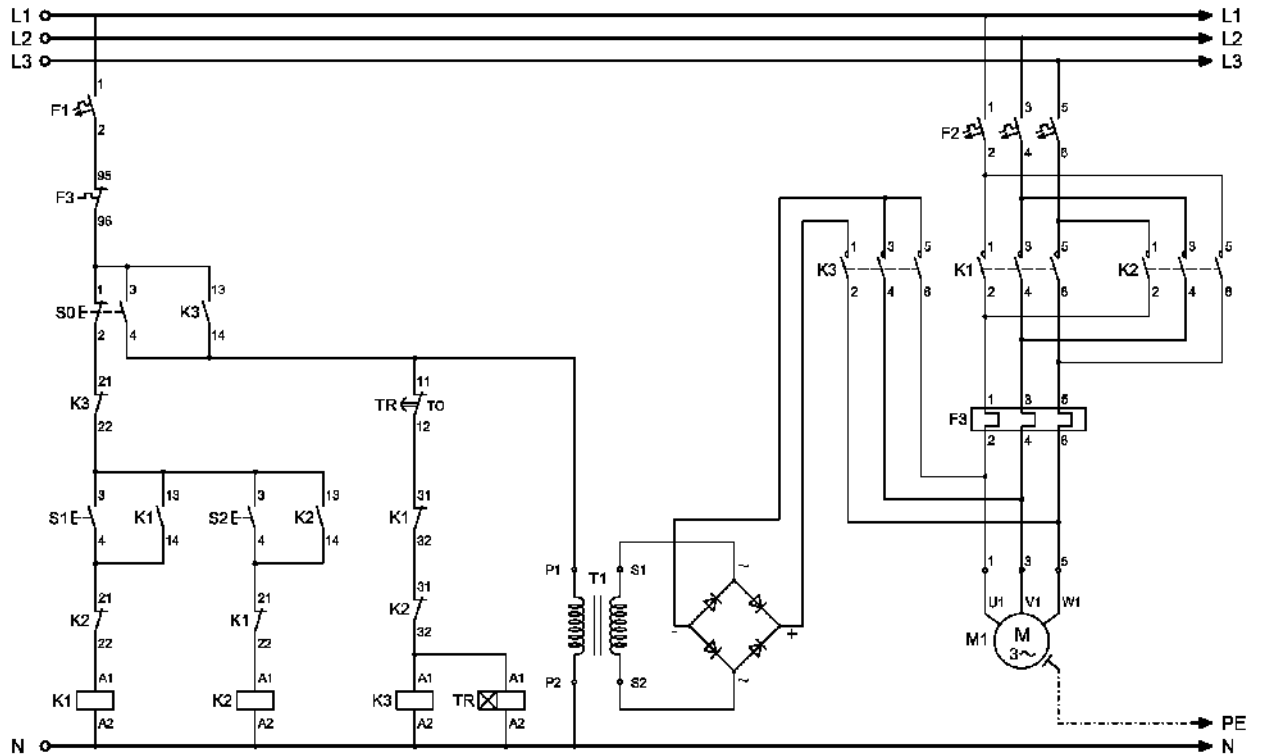 L1 L1
L2 L2
L3 L3
1 1 3 5
F1 F2
2 2 4 6
95
F3
96
1 3 5 1 3 5 1 3 5
K3 K1 K2
2 4 6 2 4 6 2 4 6
1 3 13
S0 K3
2 4 14
21 11
K3 TR TO
22 12
1 3 5
F3
2 4 6
3 13 3 13 31
S1 K1 S2 K2 K1
4 14 4 14 32
P1 T1 S1 ~ 1 3 5
21 21 31
K2 K1 K2
22 22 32
- +
U1 V1 W1
M1 M
3~
P2 S2 ~
A1 A1 A1 A1
K1 K2 K3 TR
A2 A2 A2 A2
PE
N N